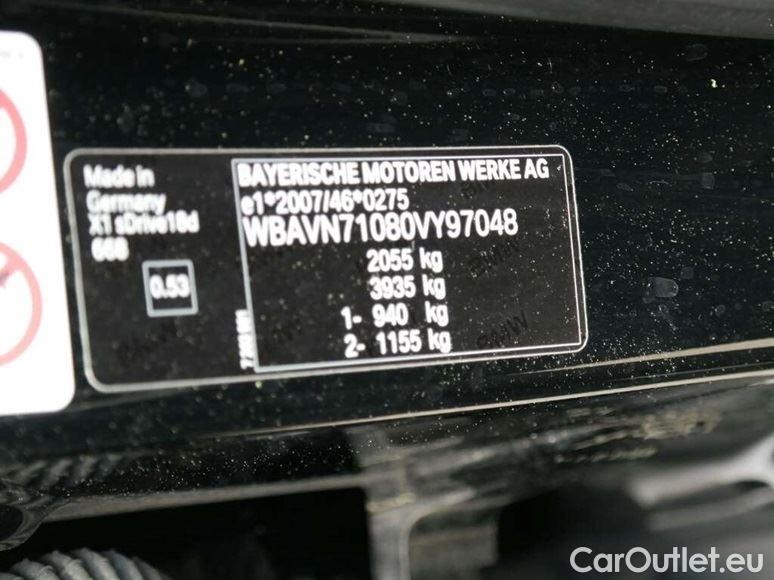 Made in
Germany
X1 sDrive18d
668
0.53
BAYERISCHE MOTOREN WERKE AG
e1*2007/46*0275
WBAVN71080VY97048
2055 kg
3935 kg
1- 940 kg
2- 1155 kg
CarOutlet.eu